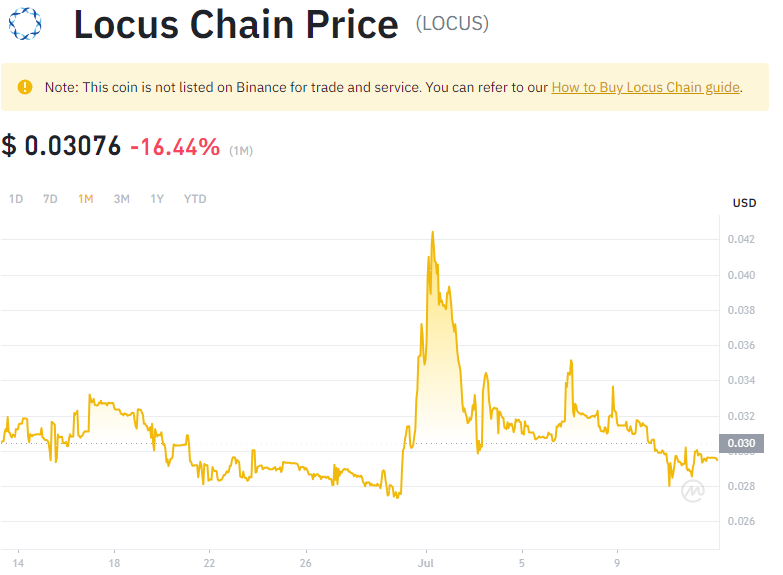 Locus Chain Price (LOCUS)
Note: This coin is not listed on Binance for trade and service. You can refer to our How to Buy Locus Chain guide.
$ 0.03076 -16.44% (1M)
1D 7D 1M 3M 1Y YTD
USD
0.042
0.040
0.038
0.036
0.034
0.032
0.030
0.028
0.026
14 18 22 26 Jul 5 9